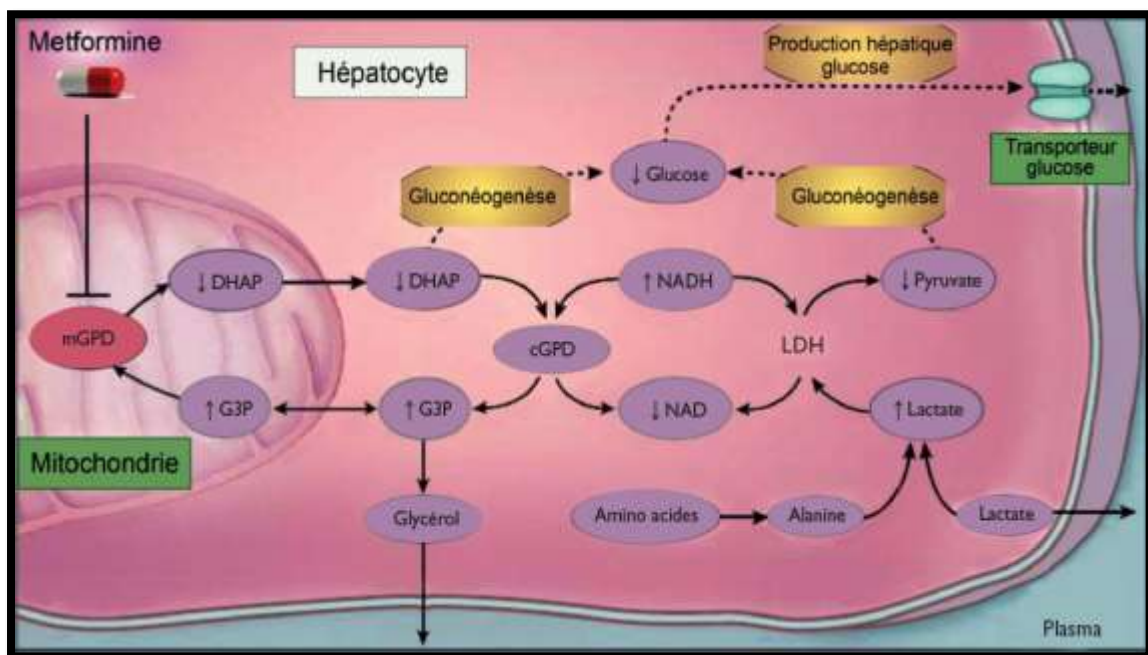 Metformine
Hépatocyte
Production hépatique
glucose
Transporteur
glucose
↓ Glucose
Gluconéogenèse
Gluconéogenèse
↓ DHAP
↓ DHAP
↑ NADH
↓ Pyruvate
mGPD
cGPD
LDH
↑ G3P
↑ G3P
↓ NAD
↑ Lactate
Mitochondrie
Glycérol
Amino acides
Alanine
Lactate
Plasma